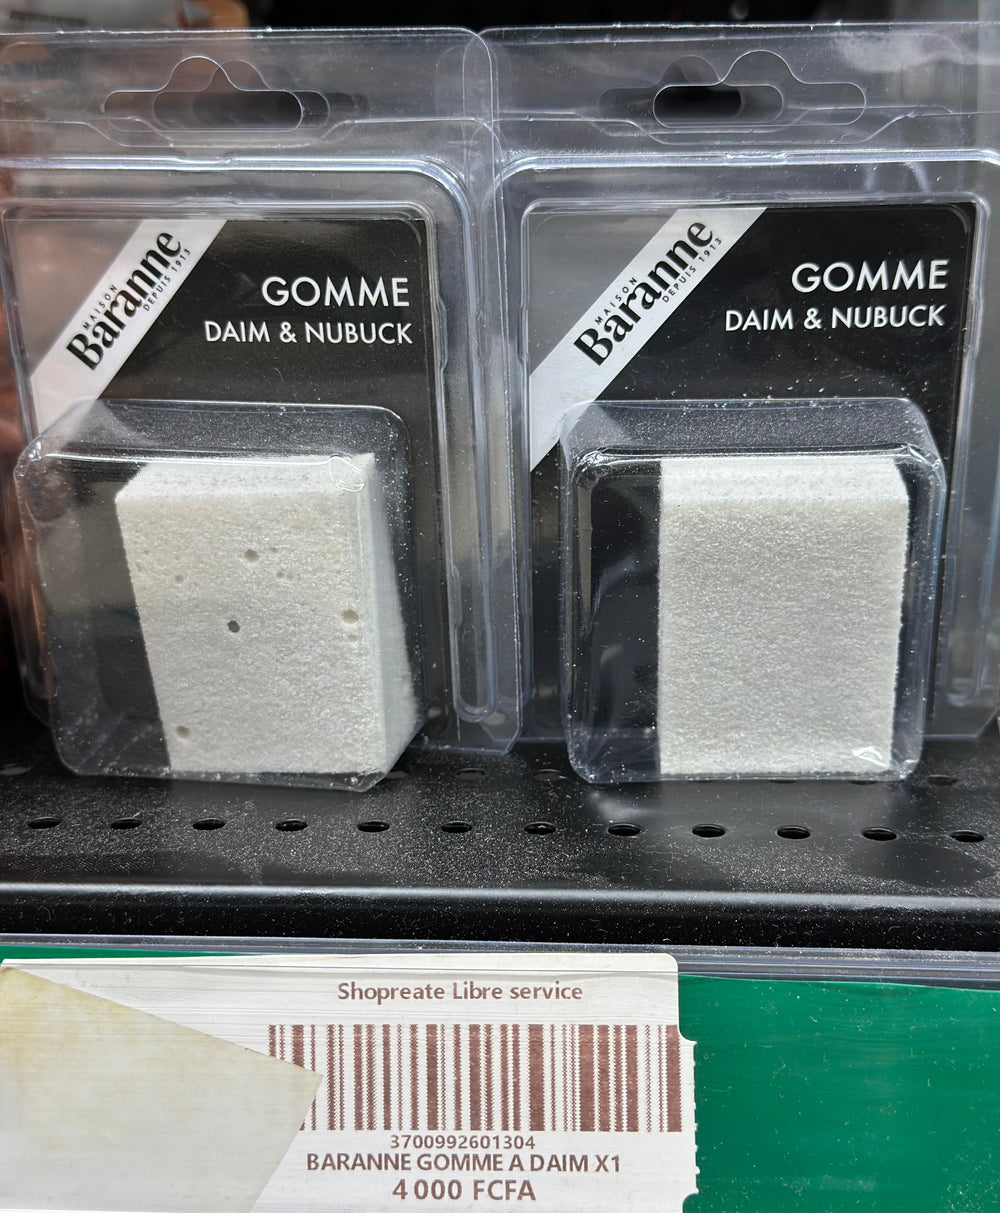 MAISON
Baranne
DEPUIS 1913
GOMME
DAIM & NUBUCK
MAISON
Baranne
DEPUIS 1913
GOMME
DAIM & NUBUCK
Shopreate Libre service
3700992601304
BARANNE GOMME A DAIM X1
4 000 FCFA